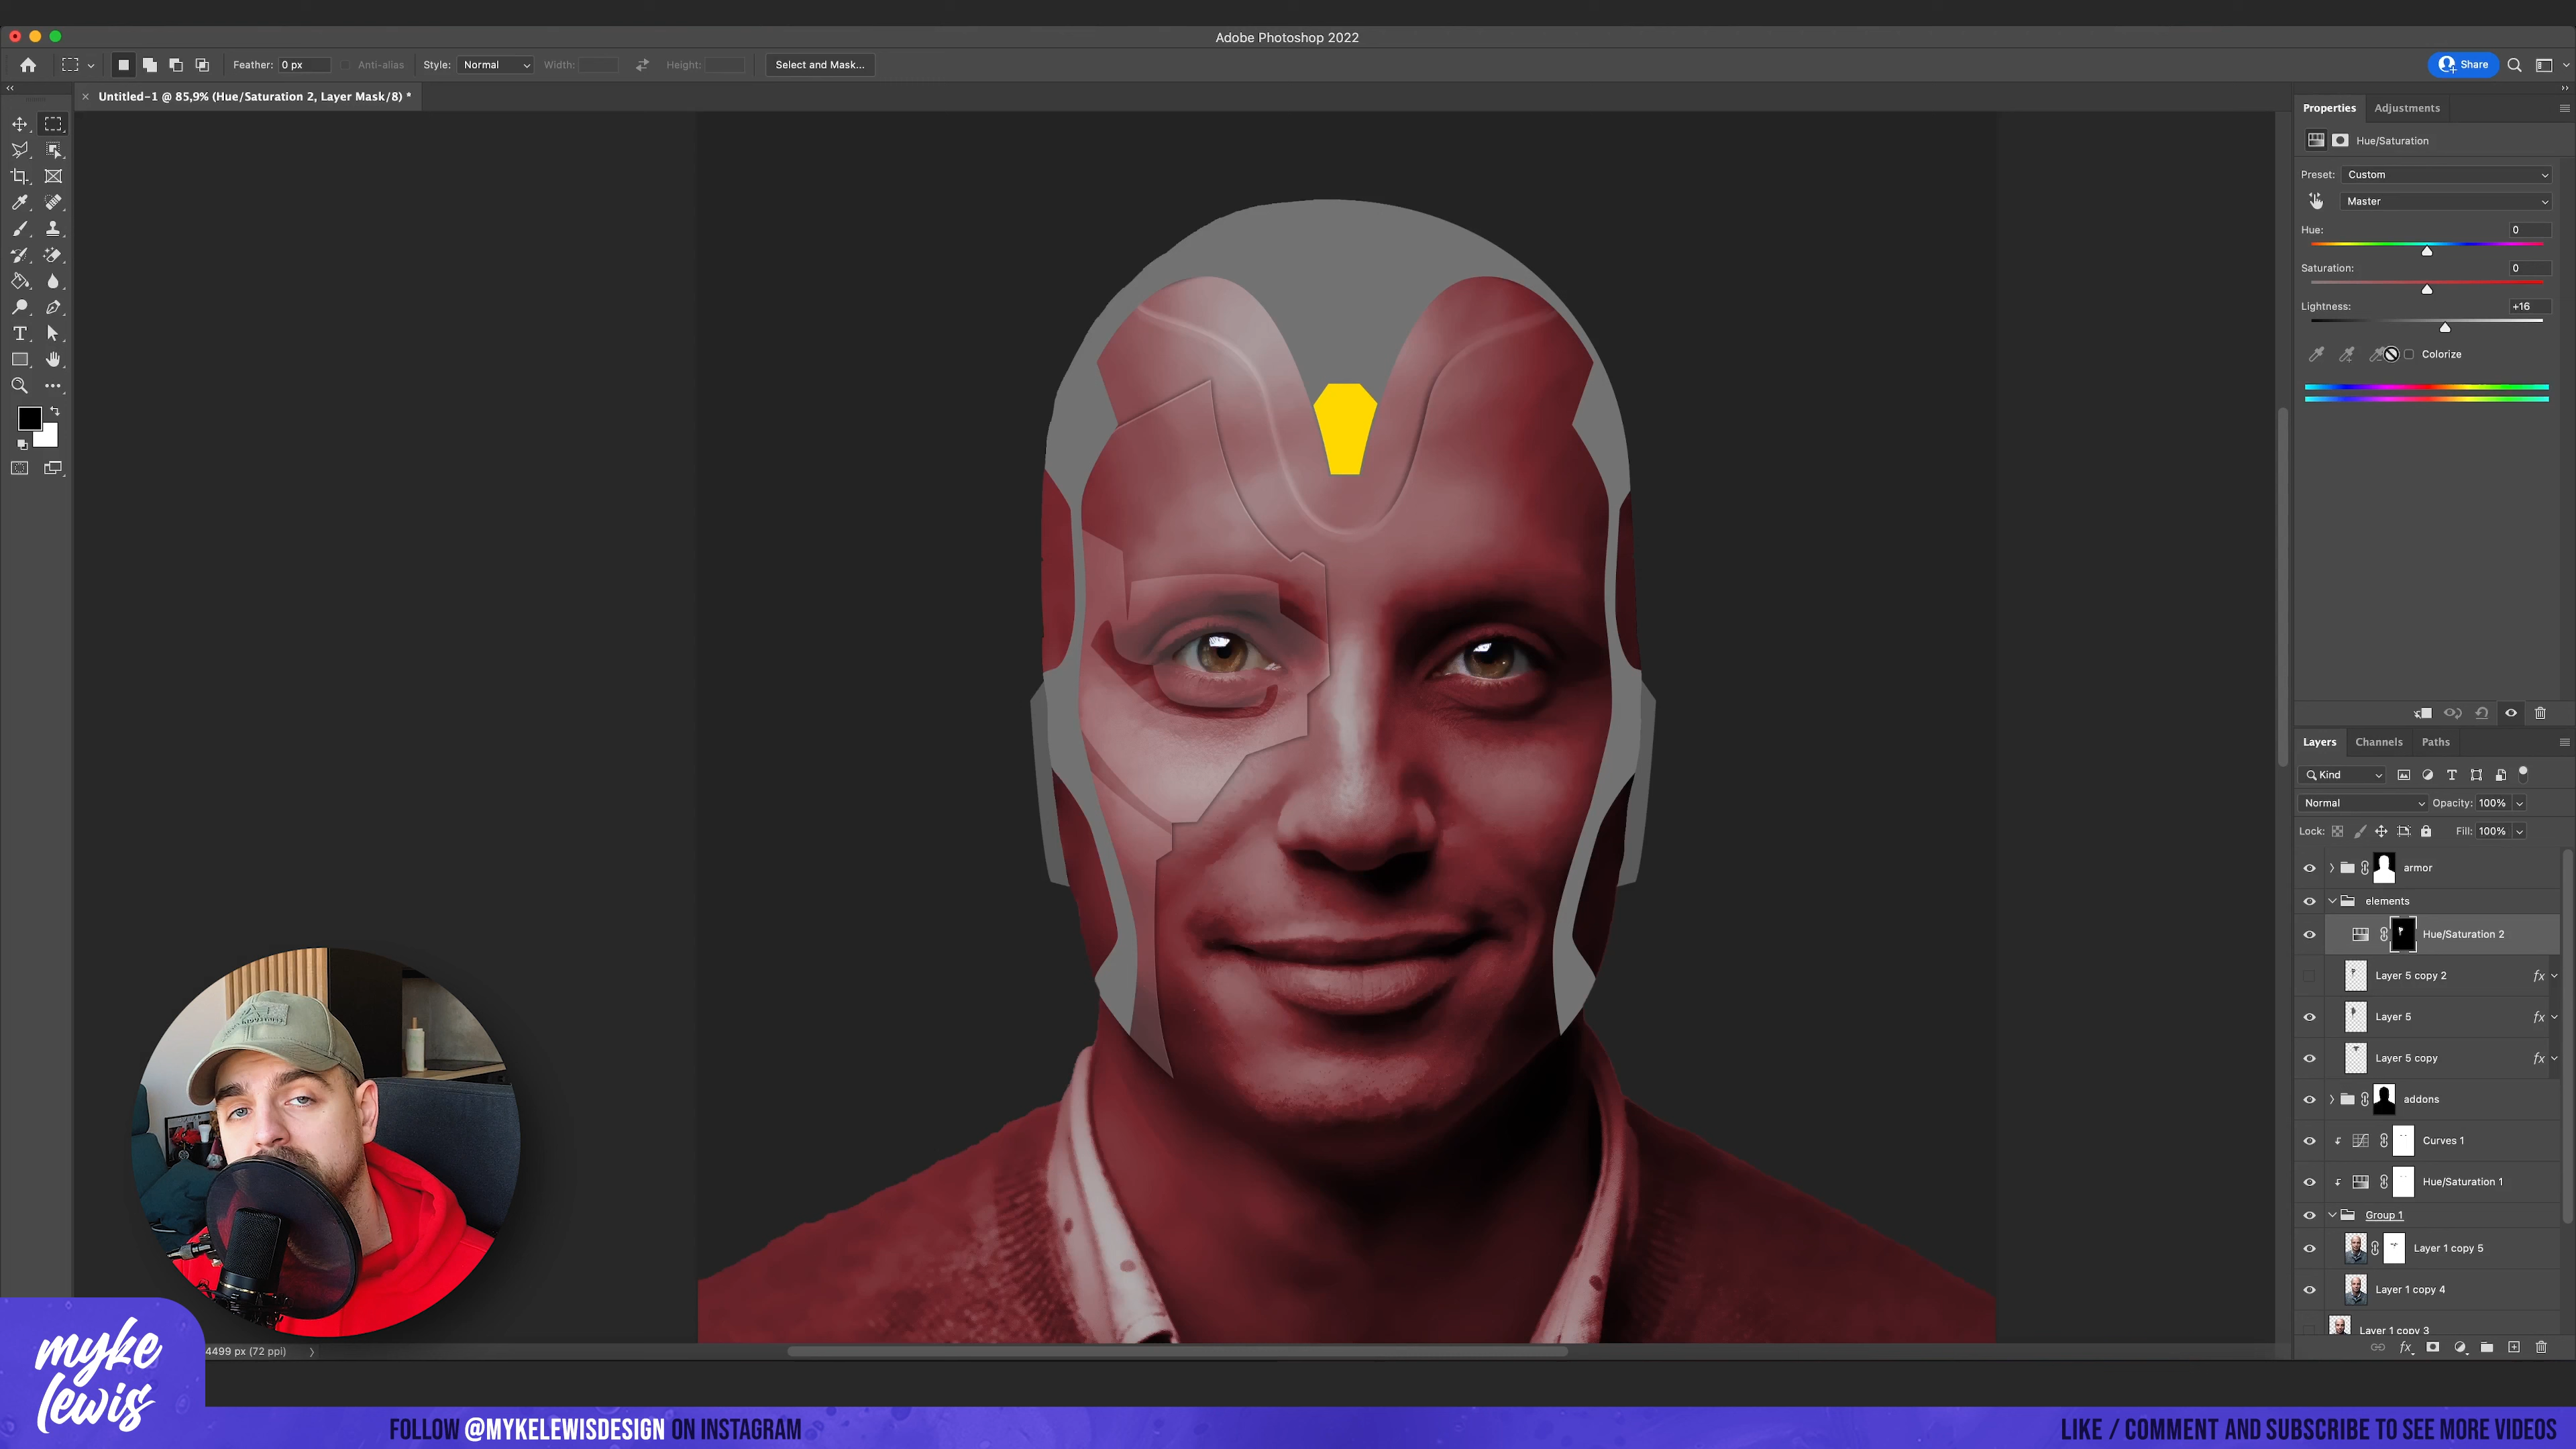 Adobe Photoshop 2022
Feather: 0 px
Anti-alias
Style: Normal
Width:
Height:
Select and Mask...
Share
Untitled-1 @ 85,9% (Hue/Saturation 2, Layer Mask/8) *
Properties
Adjustments
Hue/Saturation
Preset: Custom
Master
Hue: 0
Saturation: 0
Lightness: +16
Colorize
Layers
Channels
Paths
Kind
Normal
Opacity: 100%
Lock:
Fill: 100%
armor
elements
Hue/Saturation 2
Layer 5 copy 2
fx
Layer 5
fx
Layer 5 copy
fx
addons
Curves 1
Hue/Saturation 1
Group 1
Layer 1 copy 5
Layer 1 copy 4
Layer 1 copy 3
fx
4499 px (72 ppi)
myke
lewis
FOLLOW @MYKELEWISDESIGN ON INSTAGRAM
LIKE / COMMENT AND SUBSCRIBE TO SEE MORE VIDEOS